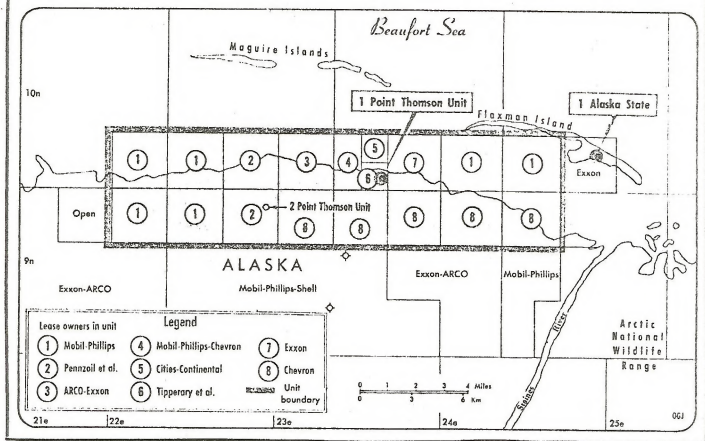 Beaufort Sea
Maguire Islands
10n
1 Point Thomson Unit
Flaxman Island
1 Alaska State
5
1 1 2 3 4 7 1 1
Exxon
6
Open
1 1 2 2 Point Thomson Unit 8 8 8
8 8
9n
ALASKA
Exxon-ARCO Mobil-Phillips
Exxon-ARCO Mobil-Phillips-Shell
Lease owners in unit
Legend
1 Mobil-Phillips
2 Pennzoil et al.
3 ARCO-Exxon
4 Mobil-Phillips-Chevron
5 Cities-Continental
6 Tipperary et al.
7 Exxon
8 Chevron
Unit
boundary
River
Arctic
National
Wildlife
Range
0 1 2 3 4 Miles
0 3 6 Km
21e 22e 23e 24e 25e
OGJ